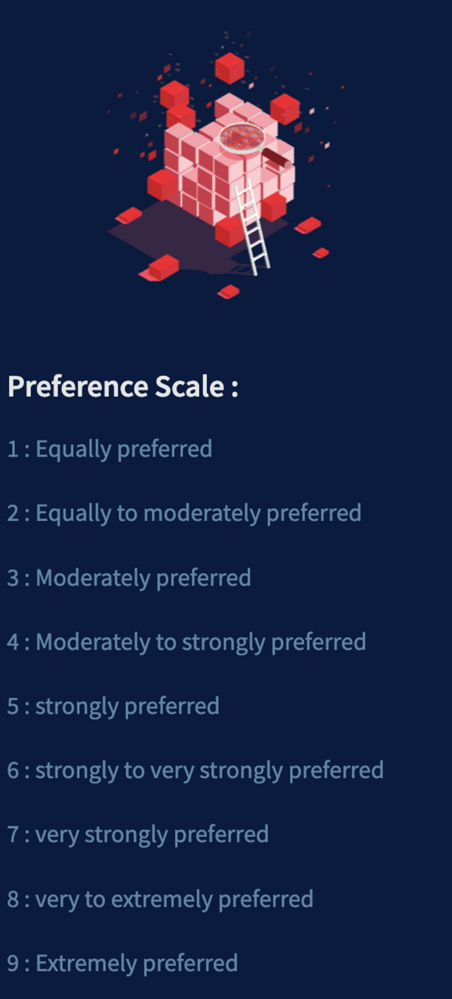 Preference Scale :
1 : Equally preferred
2 : Equally to moderately preferred
3 : Moderately preferred
4 : Moderately to strongly preferred
5 : strongly preferred
6 : strongly to very strongly preferred
7 : very strongly preferred
8 : very to extremely preferred
9 : Extremely preferred